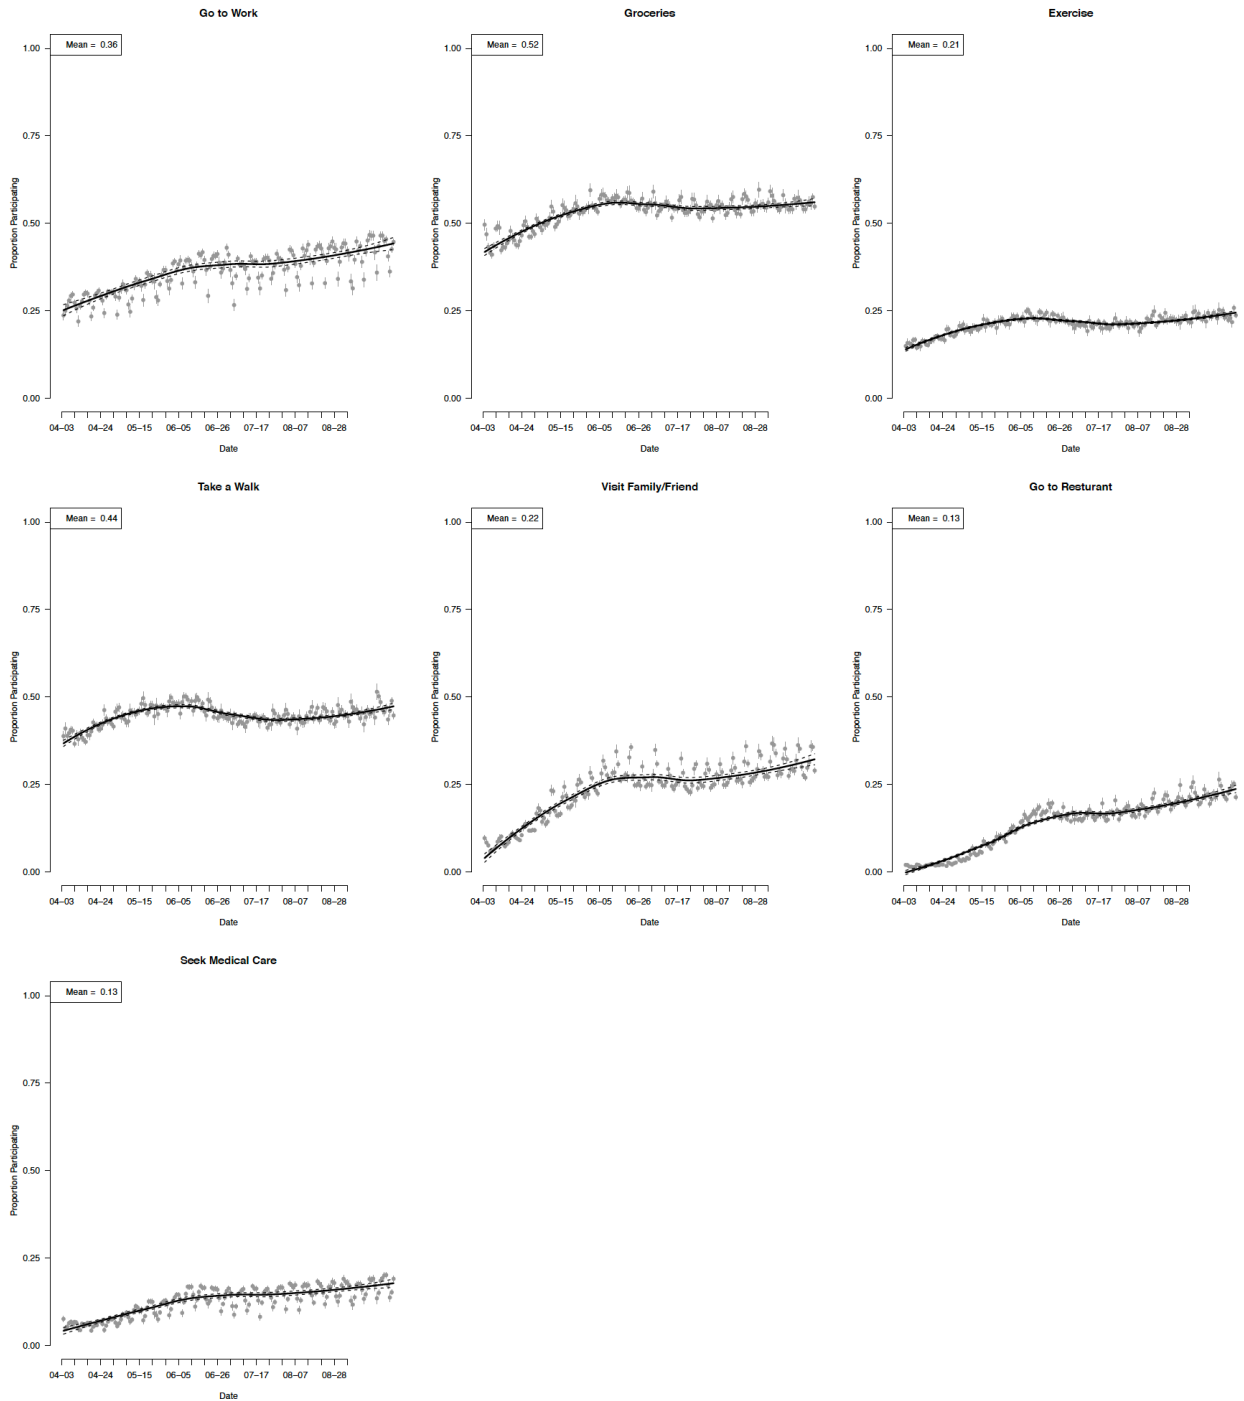 Go to Work
Mean = 0.36
1.00
0.75
0.50
0.25
0.00
Proportion Participating
04–03 04–24 05–15 06–05 06–26 07–17 08–07 08–28
Date
Groceries
Mean = 0.52
1.00
0.75
0.50
0.25
0.00
Proportion Participating
04–03 04–24 05–15 06–05 06–26 07–17 08–07 08–28
Date
Exercise
Mean = 0.21
1.00
0.75
0.50
0.25
0.00
Proportion Participating
04–03 04–24 05–15 06–05 06–26 07–17 08–07 08–28
Date
Take a Walk
Mean = 0.44
1.00
0.75
0.50
0.25
0.00
Proportion Participating
04–03 04–24 05–15 06–05 06–26 07–17 08–07 08–28
Date
Visit Family/Friend
Mean = 0.22
1.00
0.75
0.50
0.25
0.00
Proportion Participating
04–03 04–24 05–15 06–05 06–26 07–17 08–07 08–28
Date
Go to Resturant
Mean = 0.13
1.00
0.75
0.50
0.25
0.00
Proportion Participating
04–03 04–24 05–15 06–05 06–26 07–17 08–07 08–28
Date
Seek Medical Care
Mean = 0.13
1.00
0.75
0.50
0.25
0.00
Proportion Participating
04–03 04–24 05–15 06–05 06–26 07–17 08–07 08–28
Date